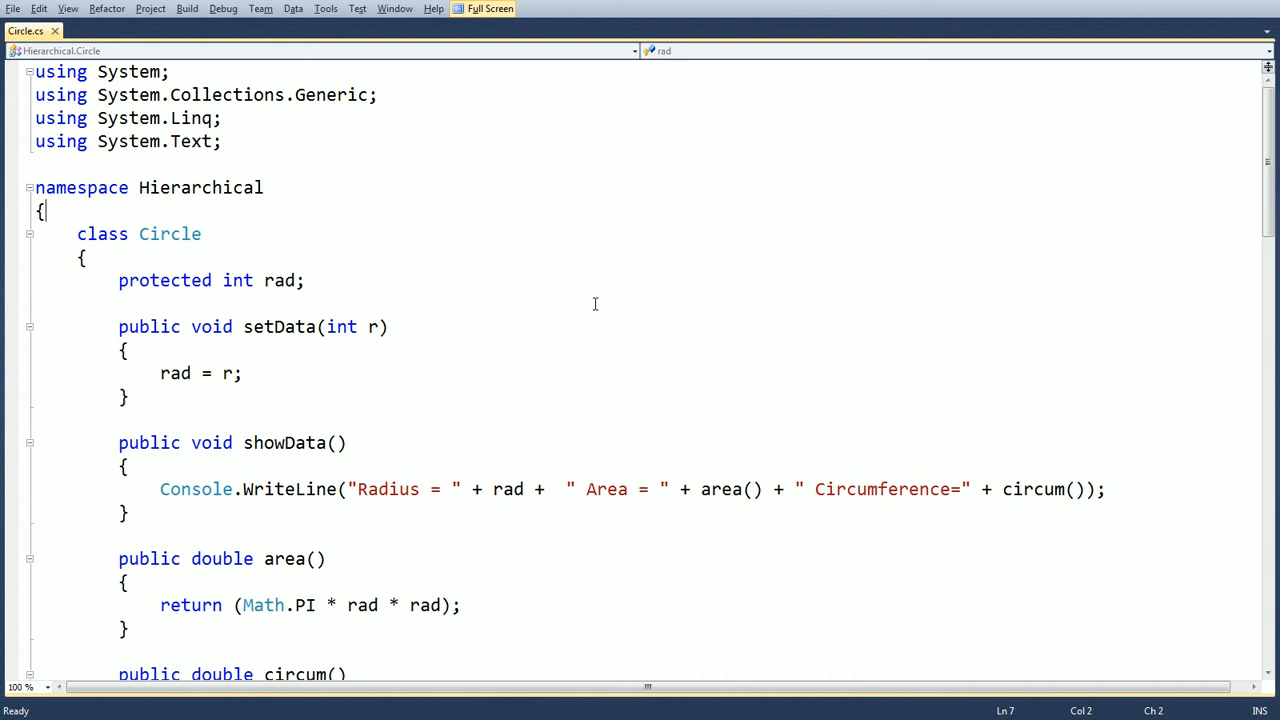 File Edit View Refactor Project Build Debug Team Data Tools Test Window Help Full Screen
Circle.cs
Hierarchical.Circle rad
using System;
using System.Collections.Generic;
using System.Linq;
using System.Text;
namespace Hierarchical
{
class Circle
{
protected int rad;
public void setData(int r)
{
rad = r;
}
public void showData()
{
Console.WriteLine("Radius = " + rad +  " Area = " + area() + " Circumference=" + circum());
}
public double area()
{
return (Math.PI * rad * rad);
}
public double circum()
100 %
Ready Ln 7 Col 2 Ch 2 INS